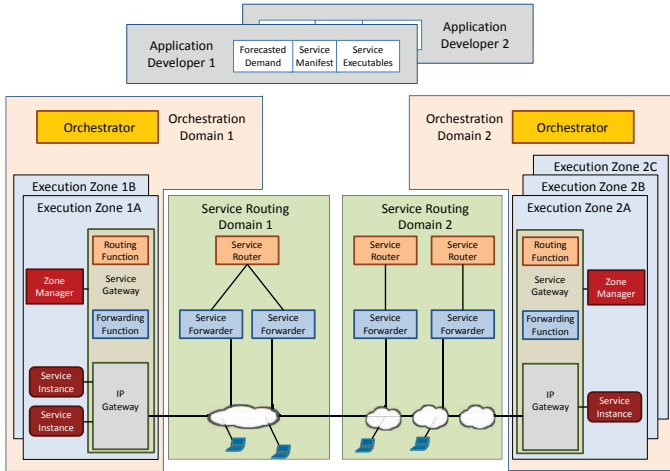 Application
Developer 2
Application
Developer 1
Forecasted
Demand
Service
Manifest
Service
Executables
Orchestrator
Orchestration
Domain 1
Orchestration
Domain 2
Orchestrator
Execution Zone 1B
Execution Zone 1A
Routing
Function
Zone
Manager
Service
Gateway
Forwarding
Function
Service
Instance
Service
Instance
IP
Gateway
Service Routing
Domain 1
Service
Router
Service
Forwarder
Service
Forwarder
Service Routing
Domain 2
Service
Router
Service
Router
Service
Forwarder
Service
Forwarder
Execution Zone 2C
Execution Zone 2B
Execution Zone 2A
Routing
Function
Service
Gateway
Zone
Manager
Forwarding
Function
IP
Gateway
Service
Instance